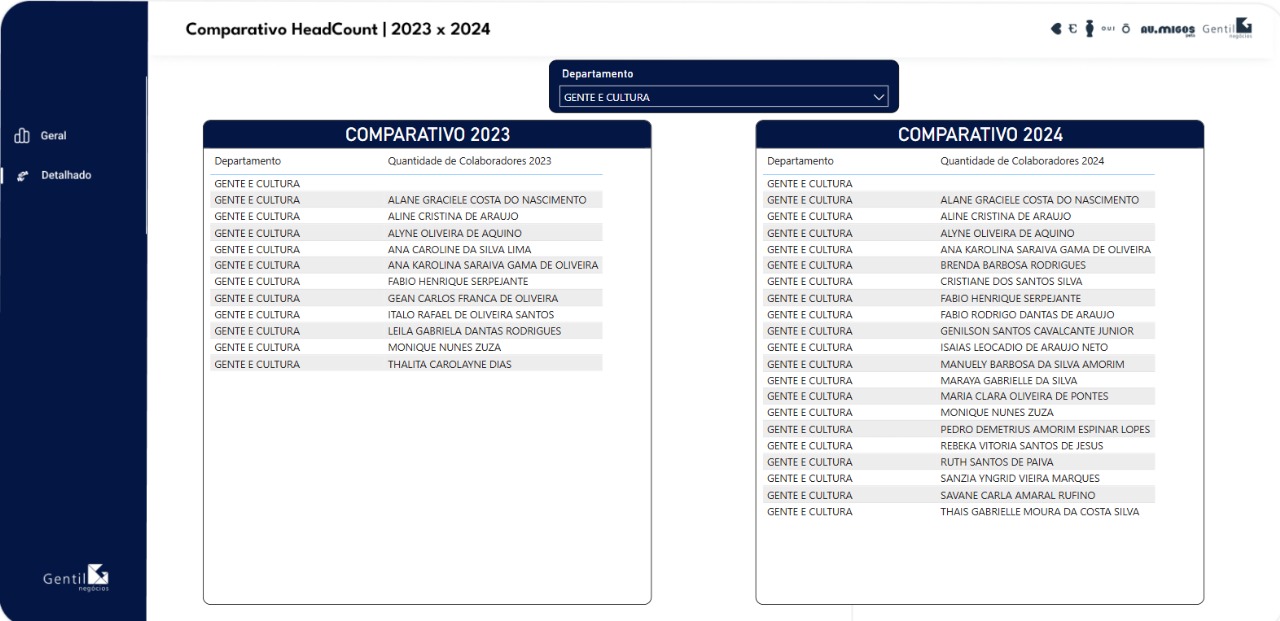 Comparativo HeadCount | 2023 x 2024
OUI Ō AU.MIGOS pets Gentil negócios
Geral
Detalhado
Departamento
GENTE E CULTURA
COMPARATIVO 2023
Departamento Quantidade de Colaboradores 2023
GENTE E CULTURA
GENTE E CULTURA ALANE GRACIELE COSTA DO NASCIMENTO
GENTE E CULTURA ALINE CRISTINA DE ARAUJO
GENTE E CULTURA ALYNE OLIVEIRA DE AQUINO
GENTE E CULTURA ANA CAROLINE DA SILVA LIMA
GENTE E CULTURA ANA KAROLINA SARAIVA GAMA DE OLIVEIRA
GENTE E CULTURA FABIO HENRIQUE SERPEJANTE
GENTE E CULTURA GEAN CARLOS FRANCA DE OLIVEIRA
GENTE E CULTURA ITALO RAFAEL DE OLIVEIRA SANTOS
GENTE E CULTURA LEILA GABRIELA DANTAS RODRIGUES
GENTE E CULTURA MONIQUE NUNES ZUZA
GENTE E CULTURA THALITA CAROLAYNE DIAS
COMPARATIVO 2024
Departamento Quantidade de Colaboradores 2024
GENTE E CULTURA
GENTE E CULTURA ALANE GRACIELE COSTA DO NASCIMENTO
GENTE E CULTURA ALINE CRISTINA DE ARAUJO
GENTE E CULTURA ALYNE OLIVEIRA DE AQUINO
GENTE E CULTURA ANA KAROLINA SARAIVA GAMA DE OLIVEIRA
GENTE E CULTURA BRENDA BARBOSA RODRIGUES
GENTE E CULTURA CRISTIANE DOS SANTOS SILVA
GENTE E CULTURA FABIO HENRIQUE SERPEJANTE
GENTE E CULTURA FABIO RODRIGO DANTAS DE ARAUJO
GENTE E CULTURA GENILSON SANTOS CAVALCANTE JUNIOR
GENTE E CULTURA ISAIAS LEOCADIO DE ARAUJO NETO
GENTE E CULTURA MANUELY BARBOSA DA SILVA AMORIM
GENTE E CULTURA MARAYA GABRIELLE DA SILVA
GENTE E CULTURA MARIA CLARA OLIVEIRA DE PONTES
GENTE E CULTURA MONIQUE NUNES ZUZA
GENTE E CULTURA PEDRO DEMETRIUS AMORIM ESPINAR LOPES
GENTE E CULTURA REBEKA VITORIA SANTOS DE JESUS
GENTE E CULTURA RUTH SANTOS DE PAIVA
GENTE E CULTURA SANZIA YNGRID VIEIRA MARQUES
GENTE E CULTURA SAVANE CARLA AMARAL RUFINO
GENTE E CULTURA THAIS GABRIELLE MOURA DA COSTA SILVA
Gentil
negócios